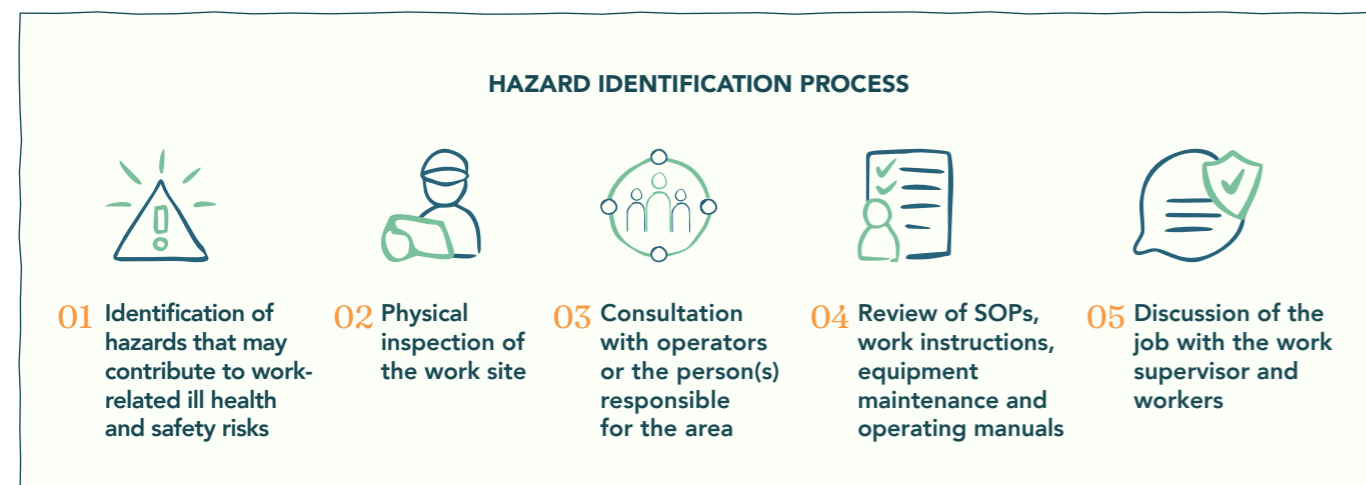 HAZARD IDENTIFICATION PROCESS
01 Identification of
hazards that may
contribute to work-
related ill health
and safety risks
02 Physical
inspection of
the work site
03 Consultation
with operators
or the person(s)
responsible
for the area
04 Review of SOPs,
work instructions,
equipment
maintenance and
operating manuals
05 Discussion of the
job with the work
supervisor and
workers